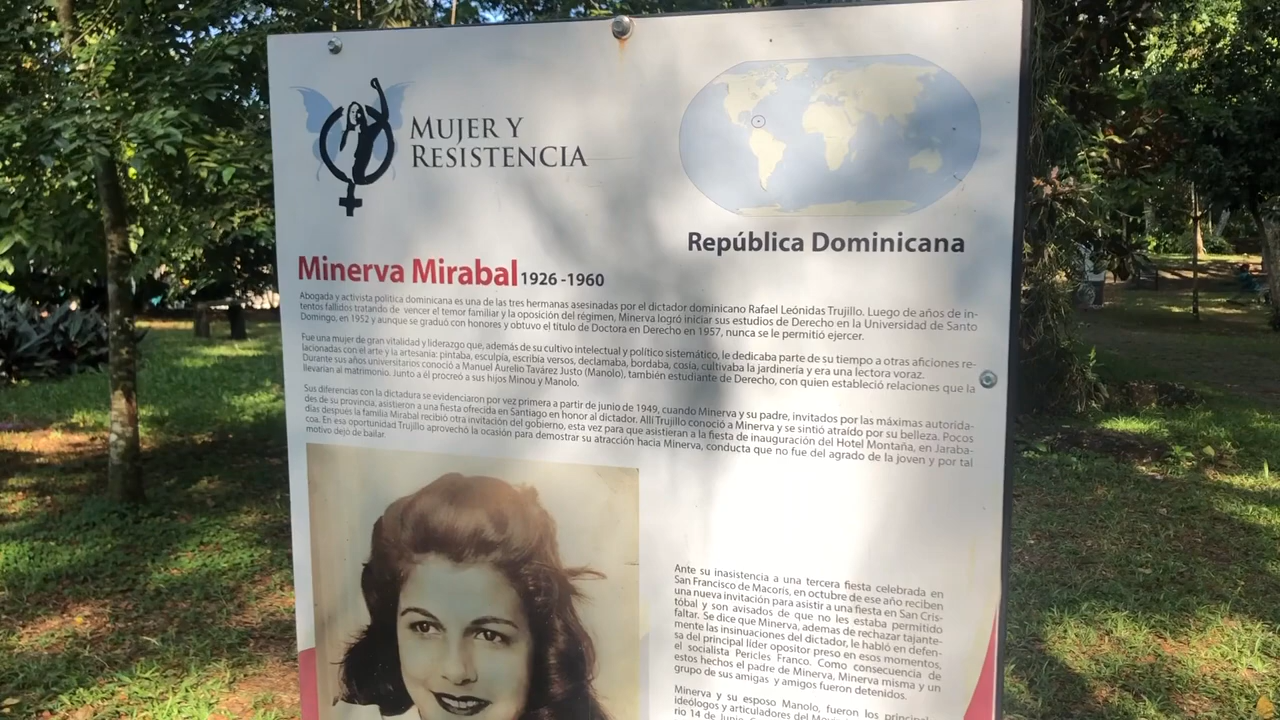 MUJER Y
RESISTENCIA
República Dominicana
Minerva Mirabal 1926 -1960
Abogada y activista política dominicana es una de las tres hermanas asesinadas por el dictador dominicano Rafael Leónidas Trujillo. Luego de años de in-
tentos fallidos tratando de vencer el temor familiar y la oposición del régimen, Minerva logró iniciar sus estudios de Derecho en la Universidad de Santo
Domingo, en 1952 y aunque se graduó con honores y obtuvo el título de Doctora en Derecho en 1957, nunca se le permitió ejercer.
Fue una mujer de gran vitalidad y liderazgo que, además de su cultivo intelectual y político sistemático, le dedicaba parte de su tiempo a otras aficiones re-
lacionadas con el arte y la artesanía: pintaba, esculpía, escribía versos, declamaba, bordaba, cosía, cultivaba la jardinería y era una lectora voraz.
Durante sus años universitarios conoció a Manuel Aurelio Tavárez Justo (Manolo), también estudiante de Derecho, con quien estableció relaciones que la
llevarían al matrimonio. Junto a él procreó a sus hijos Minou y Manolo.
Sus diferencias con la dictadura se evidenciaron por vez primera a partir de junio de 1949, cuando Minerva y su padre, invitados por las máximas autorida-
des de su provincia, asistieron a una fiesta ofrecida en Santiago en honor al dictador. Allí Trujillo conoció a Minerva y se sintió atraído por su belleza. Pocos
días después la familia Mirabal recibió otra invitación del gobierno, esta vez para que asistieran a la fiesta de inauguración del Hotel Montaña, en Jaraba-
coa. En esa oportunidad Trujillo aprovechó la ocasión para demostrar su atracción hacia Minerva, conducta que no fue del agrado de la joven y por tal
motivo dejó de bailar.
Ante su inasistencia a una tercera fiesta celebrada en
San Francisco de Macorís, en octubre de ese año reciben
una nueva invitación para asistir a una fiesta en San Cris-
tóbal y son avisados de que no les estaba permitido
faltar. Se dice que Minerva, ademas de rechazar tajante-
mente las insinuaciones del dictador, le habló en defen-
sa del principal líder opositor preso en esos momentos,
el socialista Pericles Franco. Como consecuencia de
estos hechos el padre de Minerva, Minerva misma y un
grupo de sus amigas y amigos fueron detenidos.
Minerva y su esposo Manolo, fueron los
ideólogos y articuladores del
rio 14 de